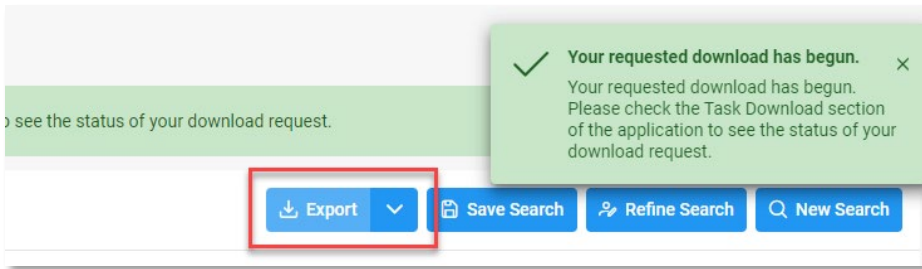 Your requested download has begun.
Your requested download has begun.
Please check the Task Download section
of the application to see the status of your
download request.
see the status of your download request.
Export
Save Search
Refine Search
New Search